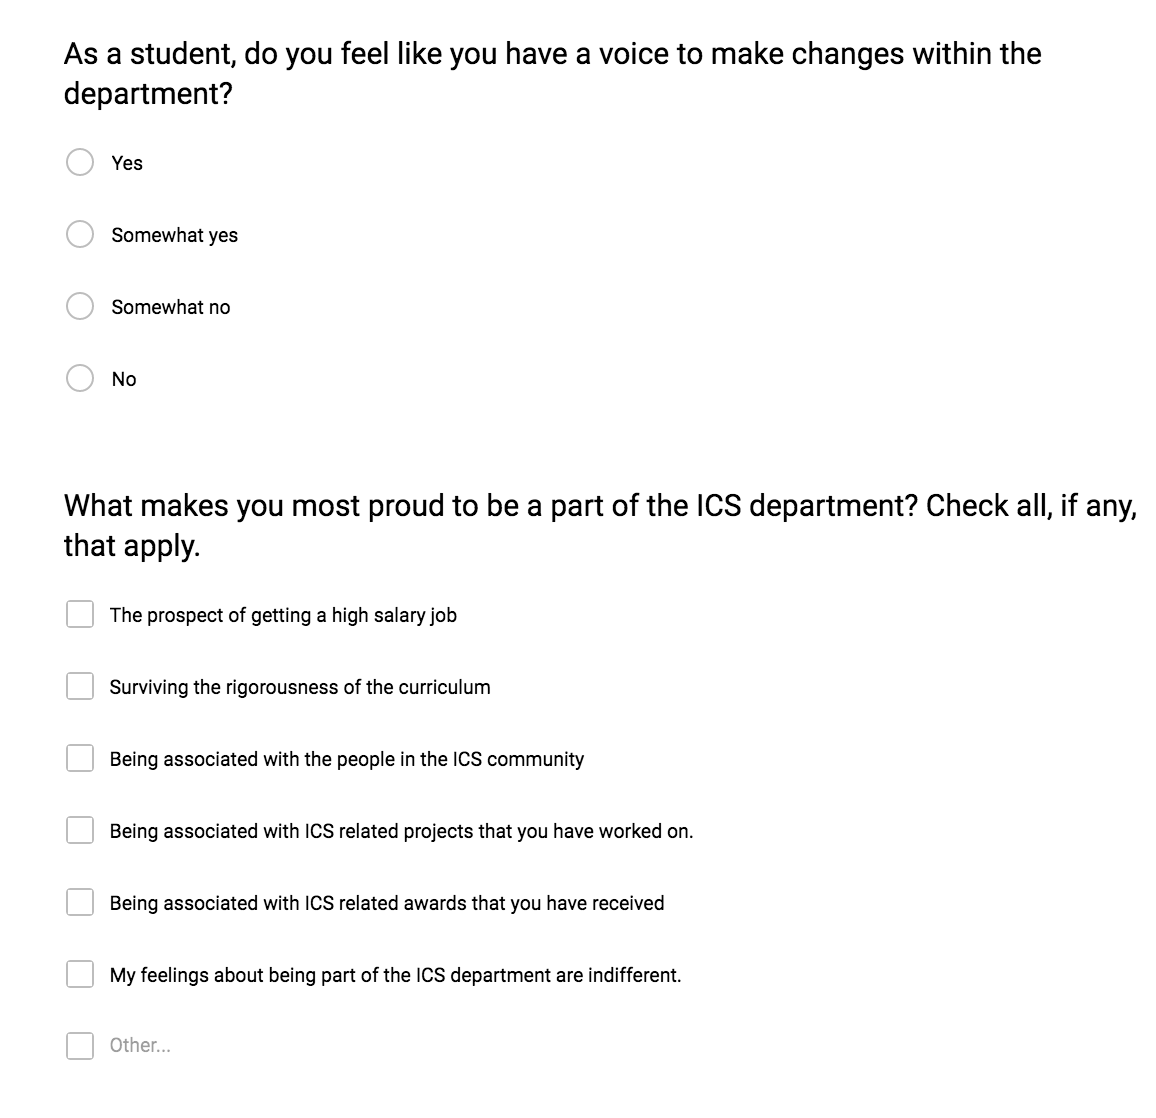 As a student, do you feel like you have a voice to make changes within the
department?
Yes
Somewhat yes
Somewhat no
No
What makes you most proud to be a part of the ICS department? Check all, if any,
that apply.
The prospect of getting a high salary job
Surviving the rigorousness of the curriculum
Being associated with the people in the ICS community
Being associated with ICS related projects that you have worked on.
Being associated with ICS related awards that you have received
My feelings about being part of the ICS department are indifferent.
Other...